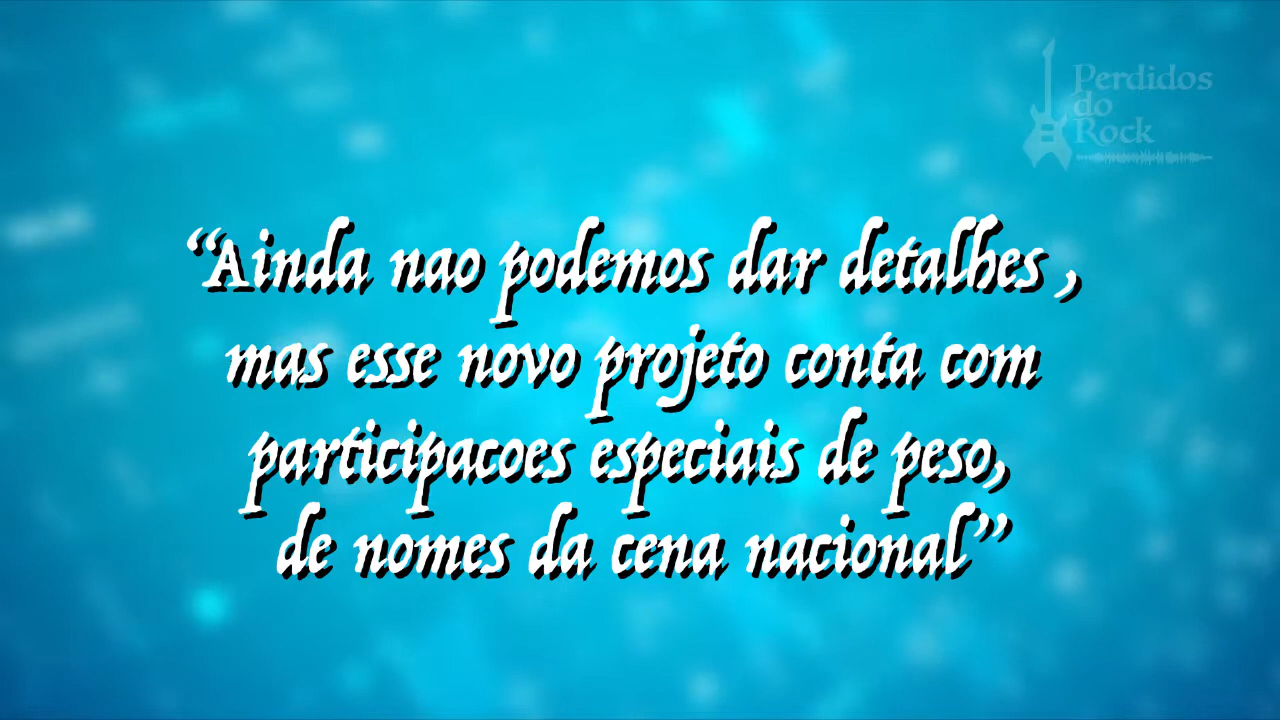 Perdidos
do
Rock
“Ainda nao podemos dar detalhes ,
mas esse novo projeto conta com
participacoes especiais de peso,
de nomes da cena nacional”